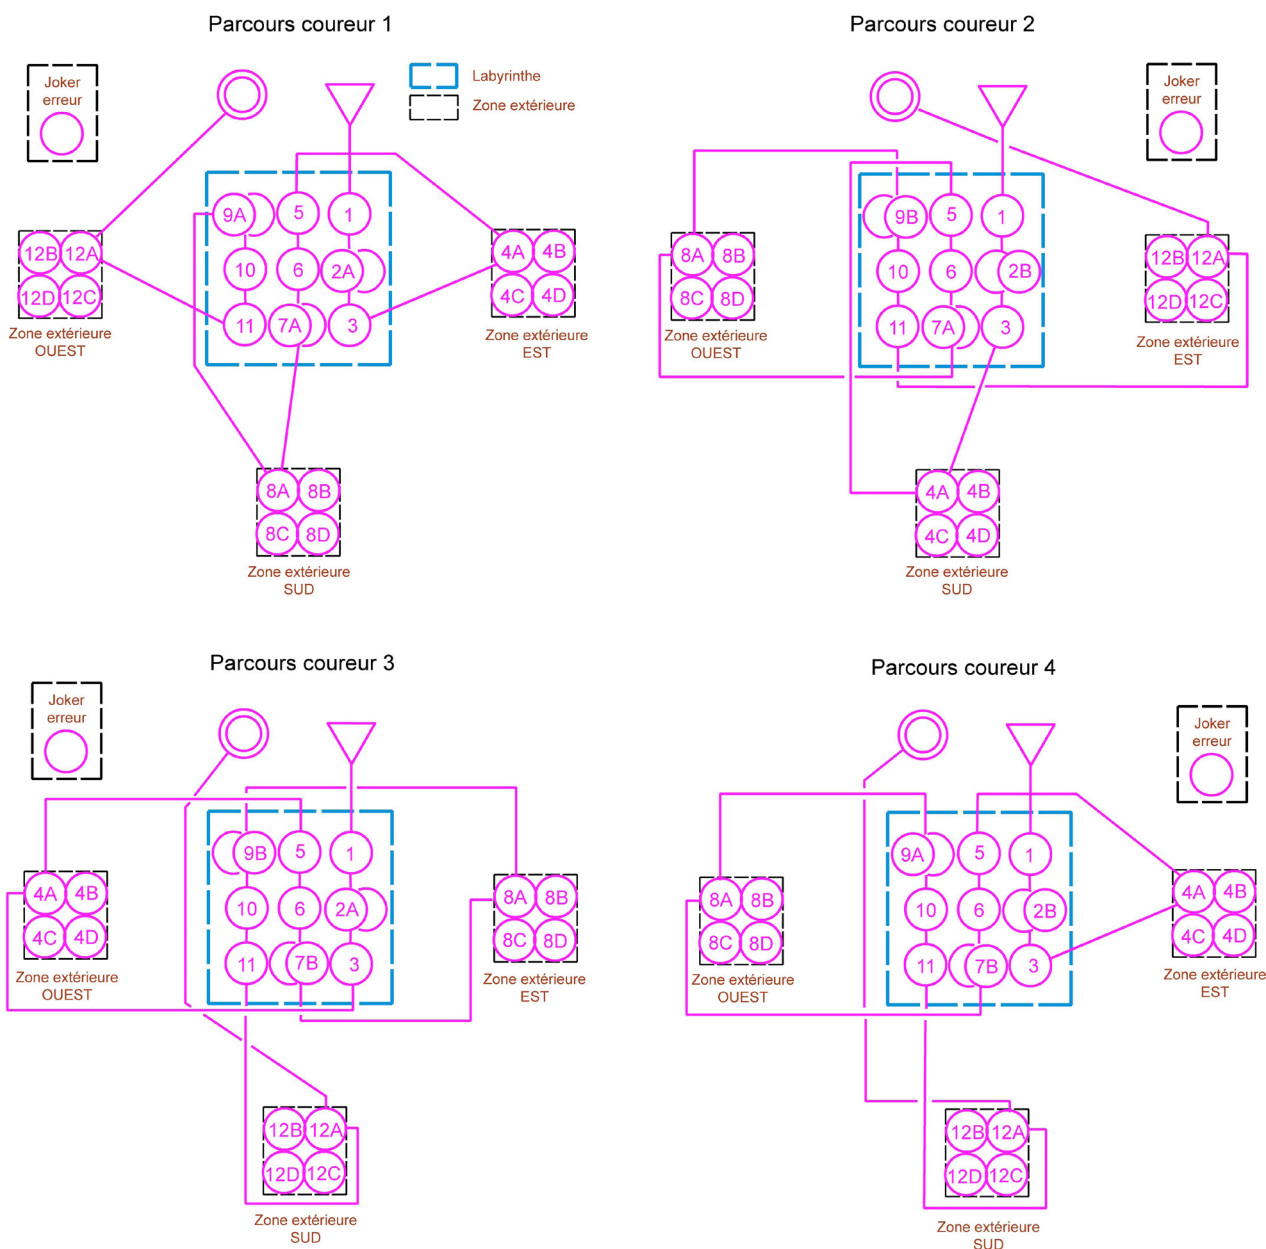 Parcours coureur 1
Joker
erreur
Labyrinthe
Zone extérieure
9A 5 1
12B 12A
10 6 2A
4A 4B
12D 12C
11 7A 3
4C 4D
Zone extérieure
OUEST
Zone extérieure
EST
8A 8B
8C 8D
Zone extérieure
SUD
Parcours coureur 2
Joker
erreur
9B 5 1
8A 8B
10 6 2B
12B 12A
8C 8D
11 7A 3
12D 12C
Zone extérieure
OUEST
Zone extérieure
EST
4A 4B
4C 4D
Zone extérieure
SUD
Parcours coureur 3
Joker
erreur
9B 5 1
4A 4B
10 6 2A
8A 8B
4C 4D
11 7B 3
8C 8D
Zone extérieure
OUEST
Zone extérieure
EST
12B 12A
12D 12C
Zone extérieure
SUD
Parcours coureur 4
Joker
erreur
9A 5 1
8A 8B
10 6 2B
4A 4B
8C 8D
11 7B 3
4C 4D
Zone extérieure
OUEST
Zone extérieure
EST
12B 12A
12D 12C
Zone extérieure
SUD